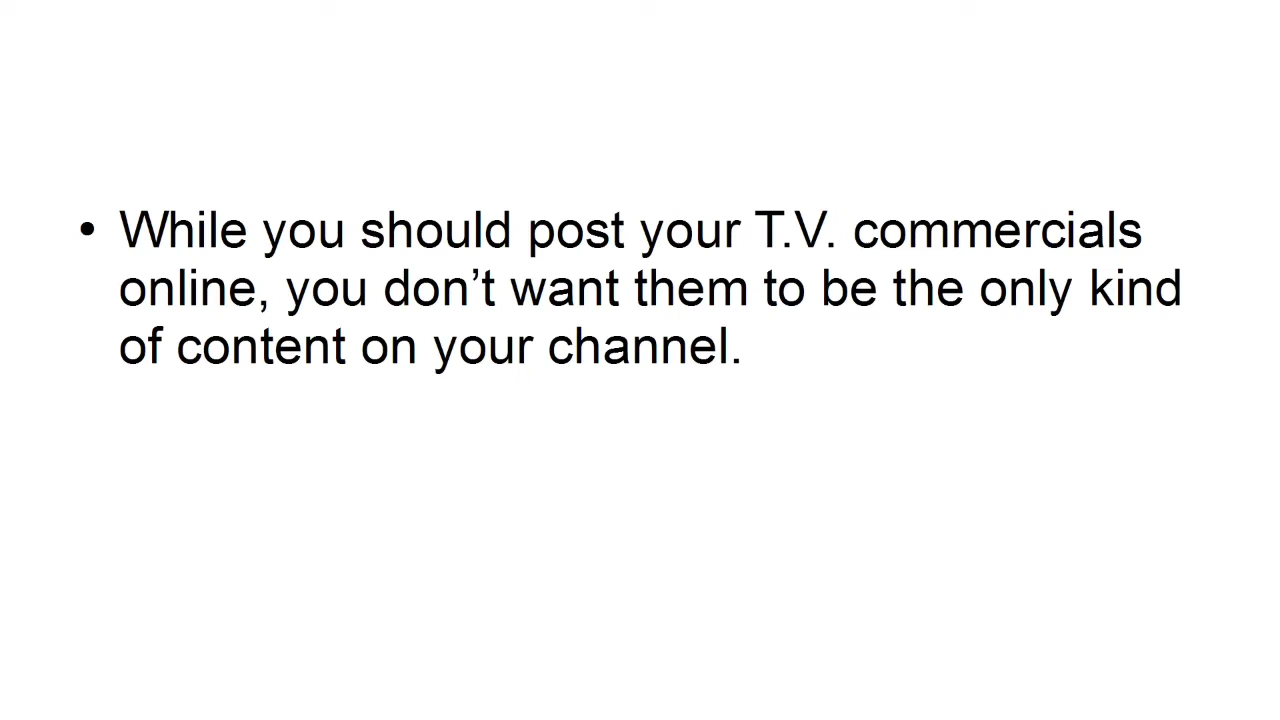 • While you should post your T.V. commercials
online, you don’t want them to be the only kind
of content on your channel.